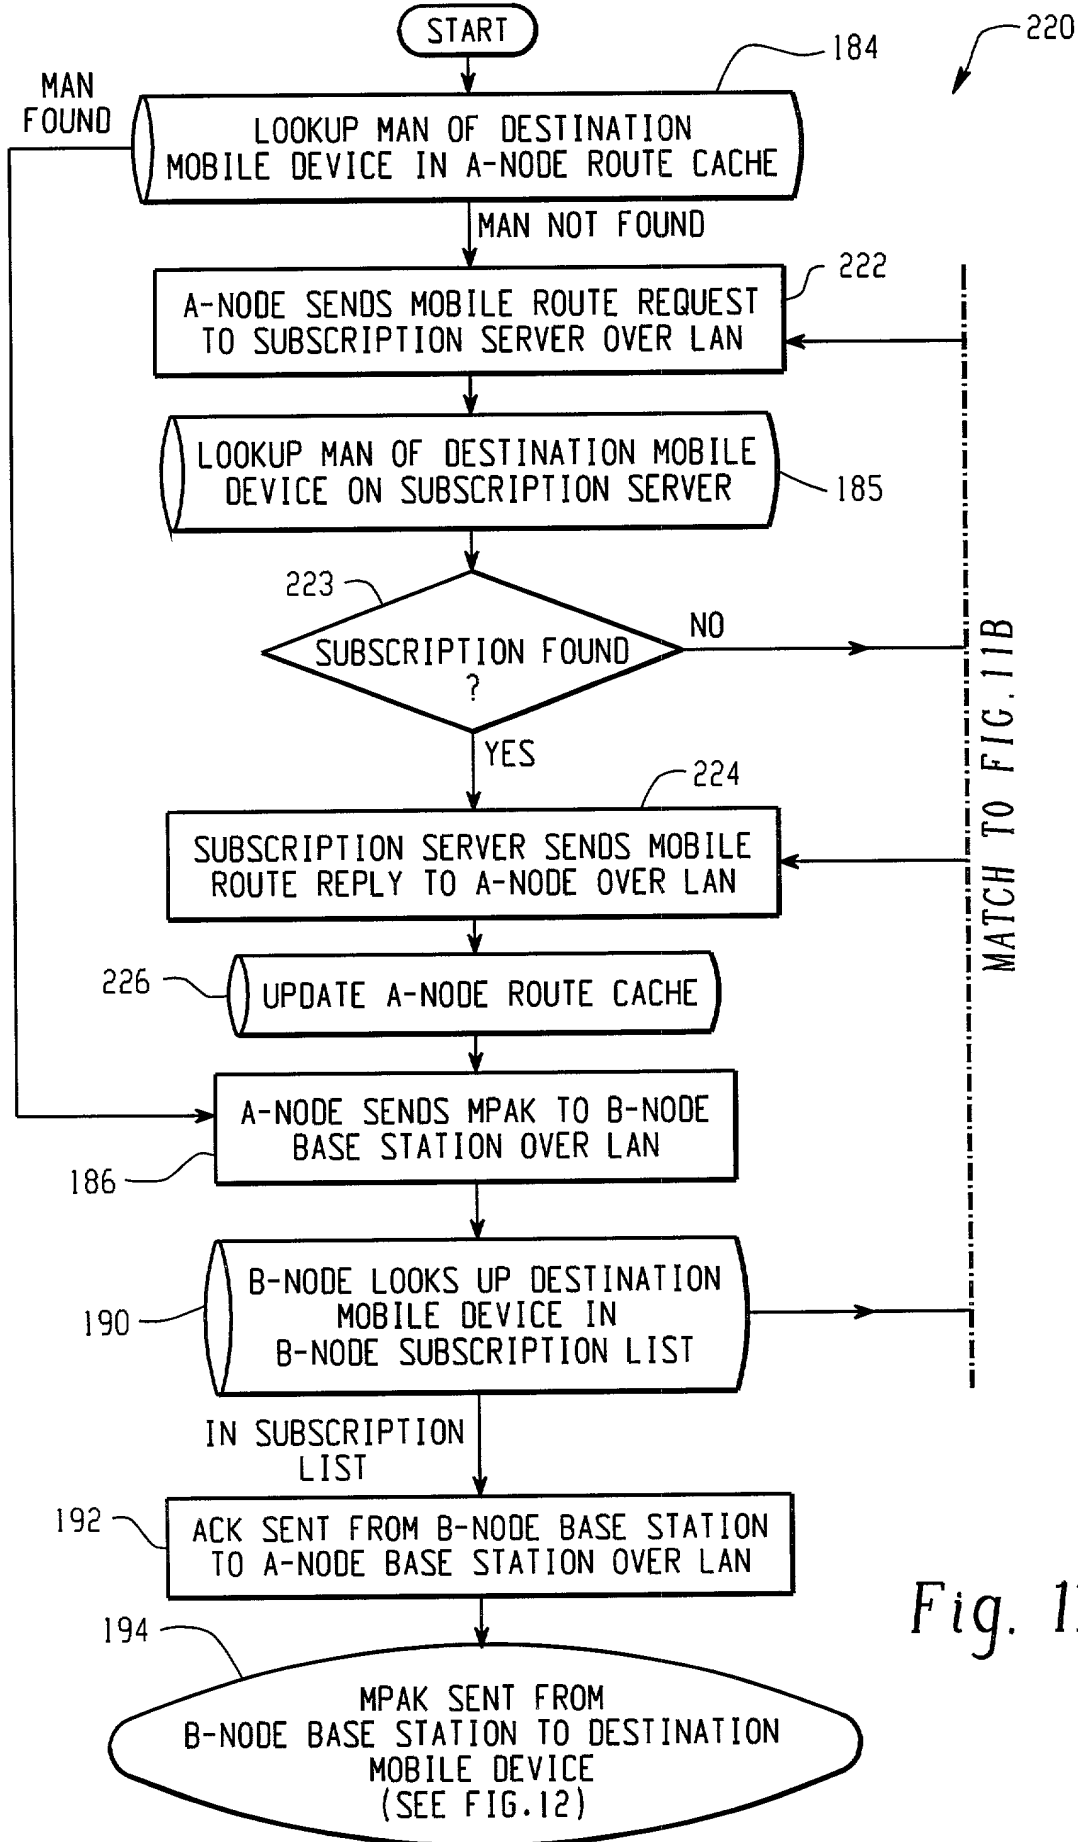 START
220
184
MAN
FOUND
LOOKUP MAN OF DESTINATION
MOBILE DEVICE IN A-NODE ROUTE CACHE
MAN NOT FOUND
222
A-NODE SENDS MOBILE ROUTE REQUEST
TO SUBSCRIPTION SERVER OVER LAN
LOOKUP MAN OF DESTINATION MOBILE
DEVICE ON SUBSCRIPTION SERVER
185
223
SUBSCRIPTION FOUND
?
NO
YES
MATCH TO FIG.11B
224
SUBSCRIPTION SERVER SENDS MOBILE
ROUTE REPLY TO A-NODE OVER LAN
226
UPDATE A-NODE ROUTE CACHE
A-NODE SENDS MPAK TO B-NODE
BASE STATION OVER LAN
186
B-NODE LOOKS UP DESTINATION
MOBILE DEVICE IN
B-NODE SUBSCRIPTION LIST
190
IN SUBSCRIPTION
LIST
192
ACK SENT FROM B-NODE BASE STATION
TO A-NODE BASE STATION OVER LAN
194
MPAK SENT FROM
B-NODE BASE STATION TO DESTINATION
MOBILE DEVICE
(SEE FIG.12)
Fig.